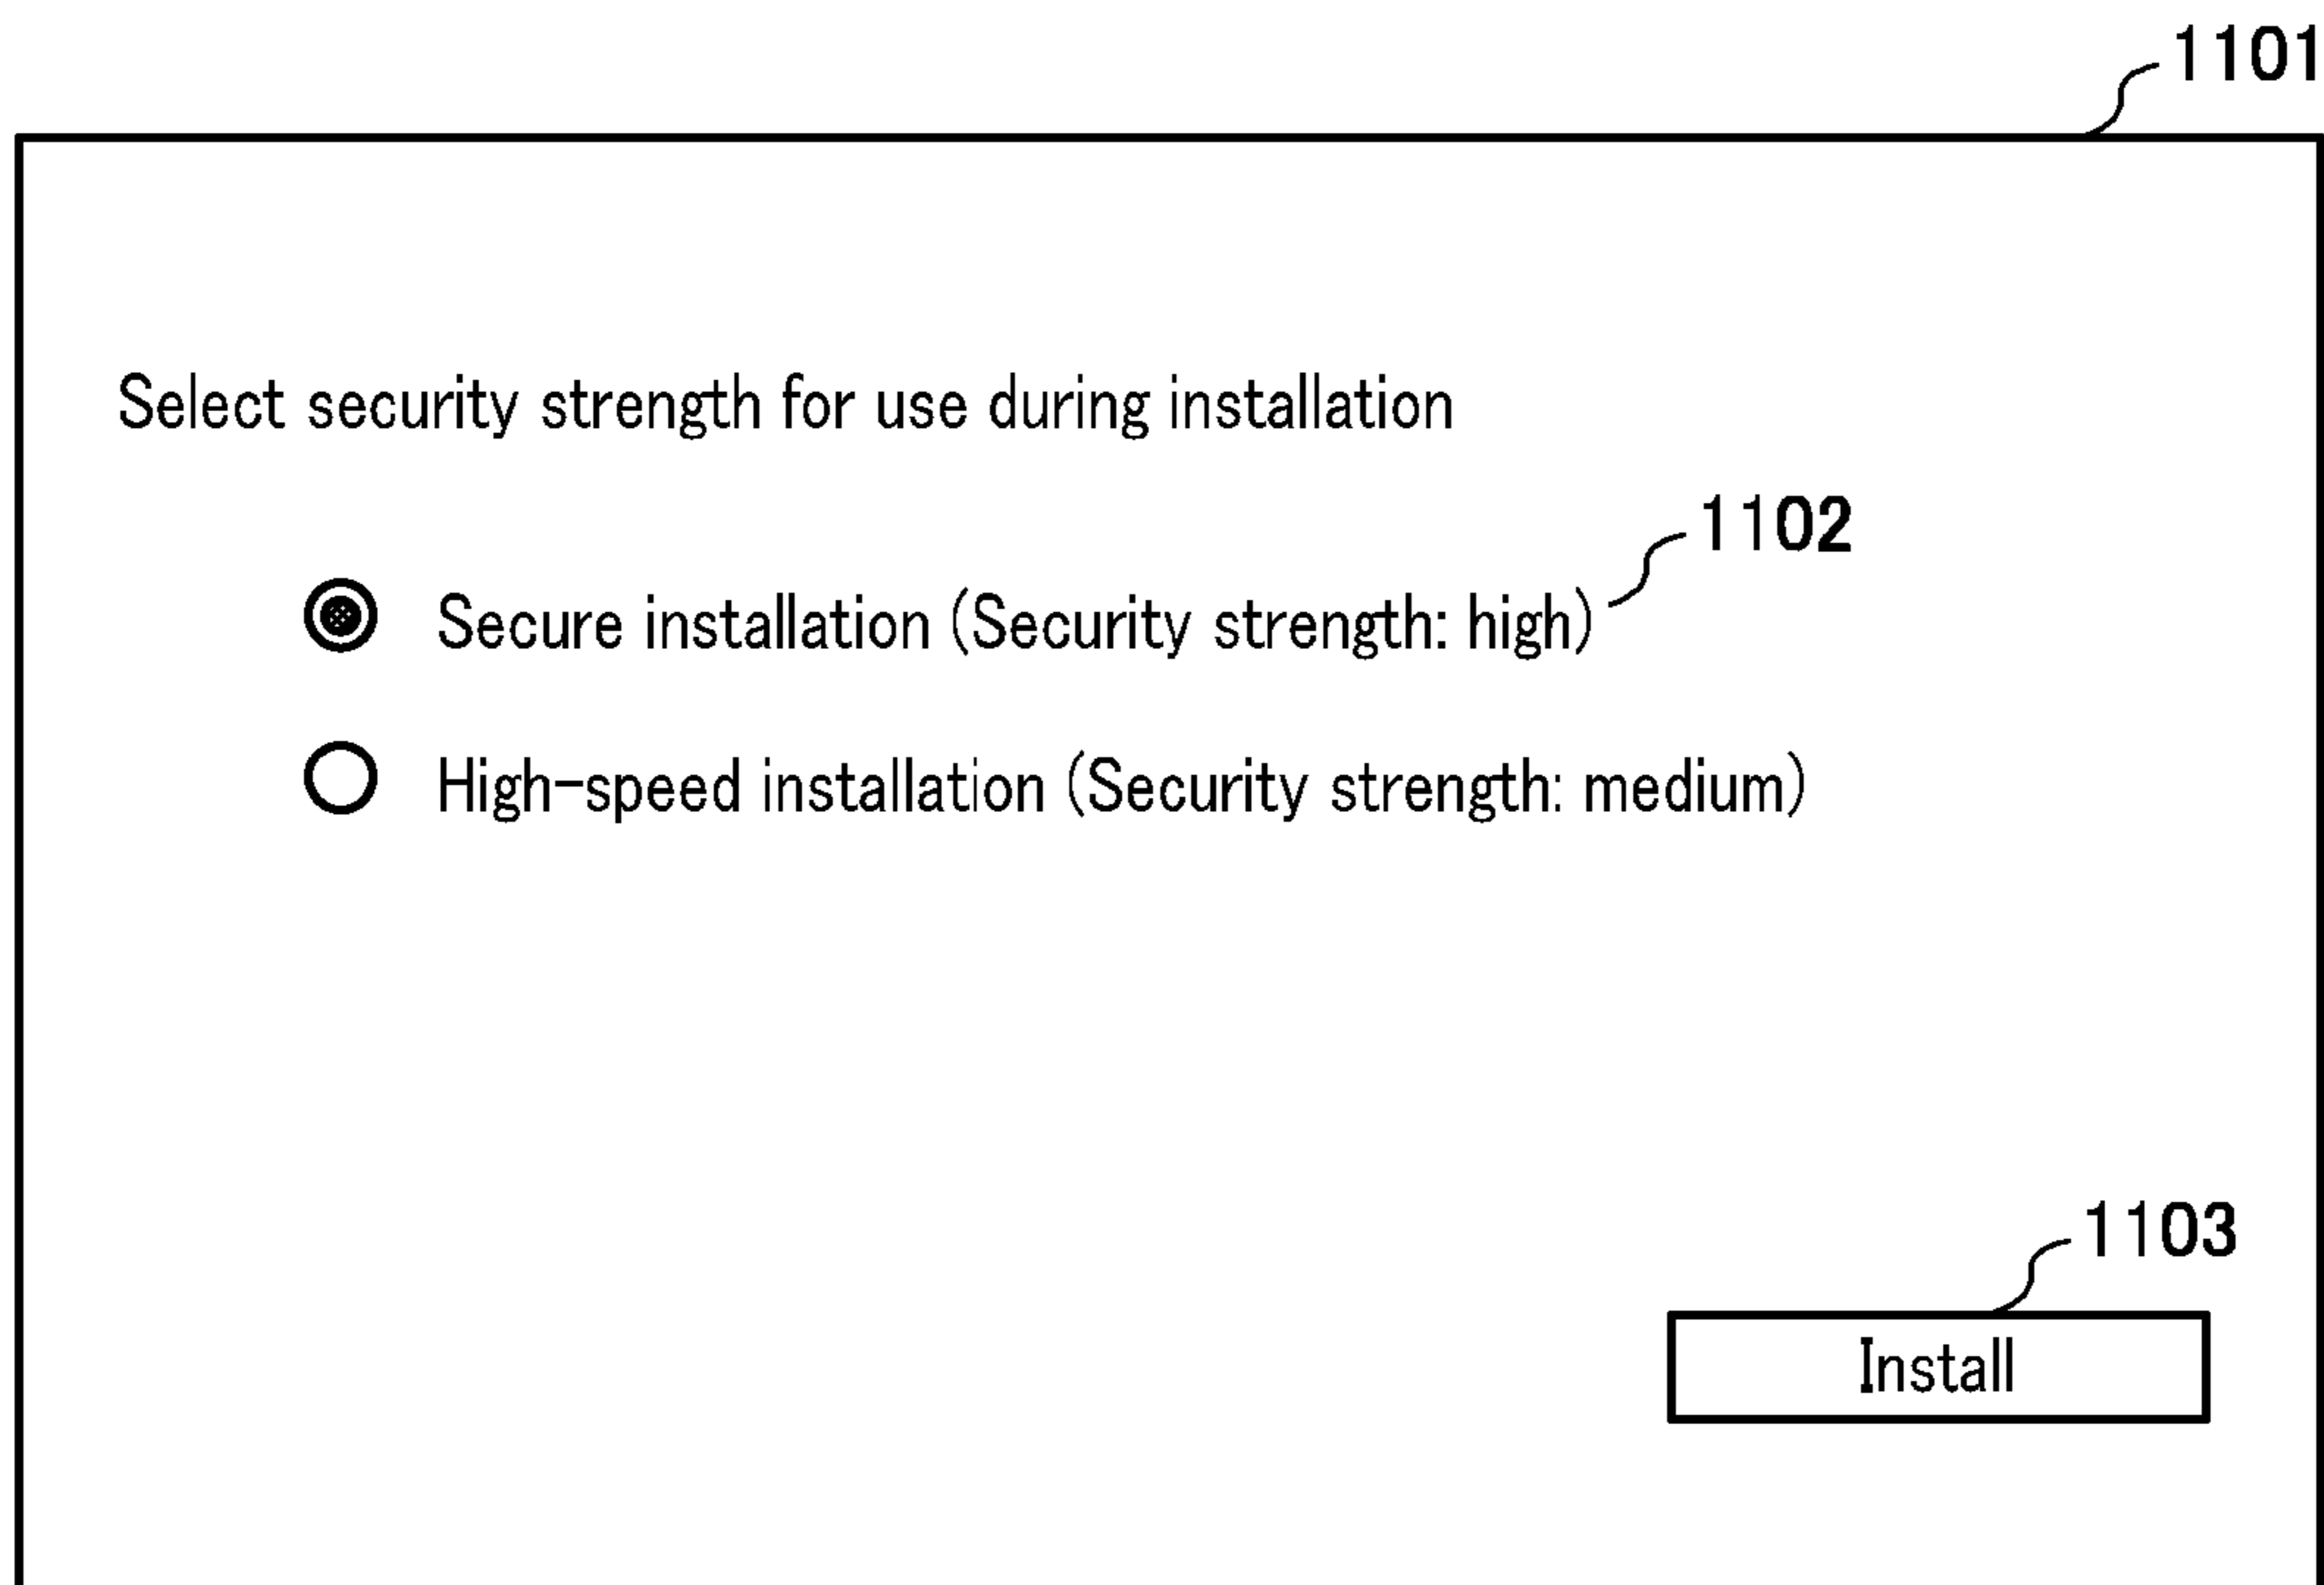 1101
Select security strength for use during installation
1102
Secure installation (Security strength: high)
High-speed installation (Security strength: medium)
1103
Install